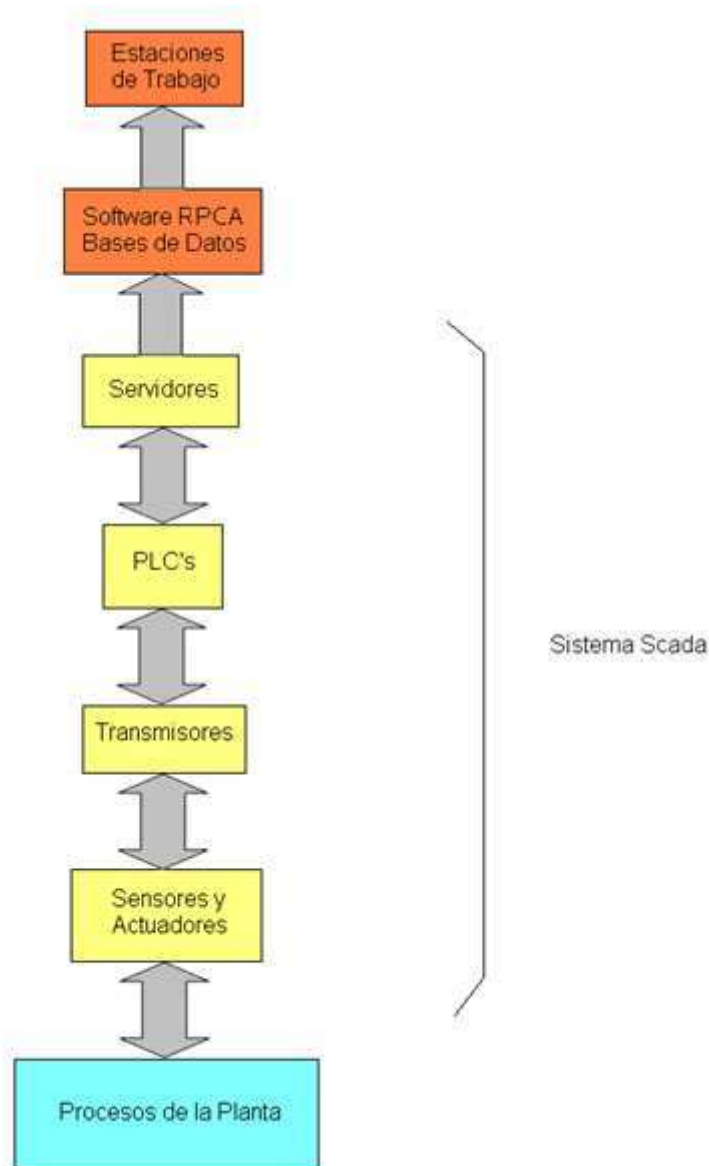 Estaciones
de Trabajo
Software RPCA
Bases de Datos
Servidores
PLC's
Sistema Scada
Transmisores
Sensores y
Actuadores
Procesos de la Planta